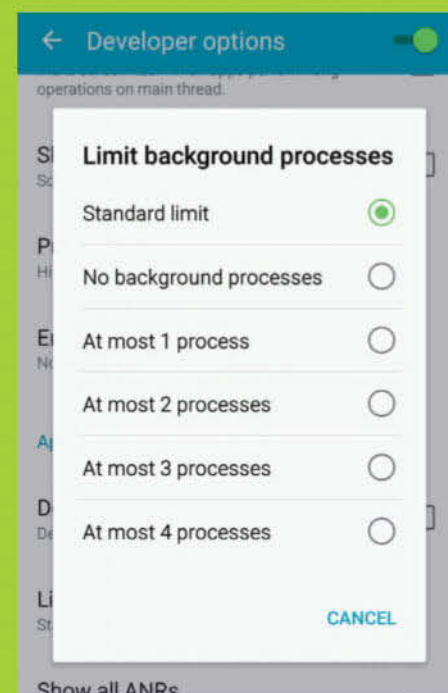 Developer options
operations on main thread.
Limit background processes
Standard limit
No background processes
At most 1 process
At most 2 processes
At most 3 processes
At most 4 processes
CANCEL
Show all ANRs